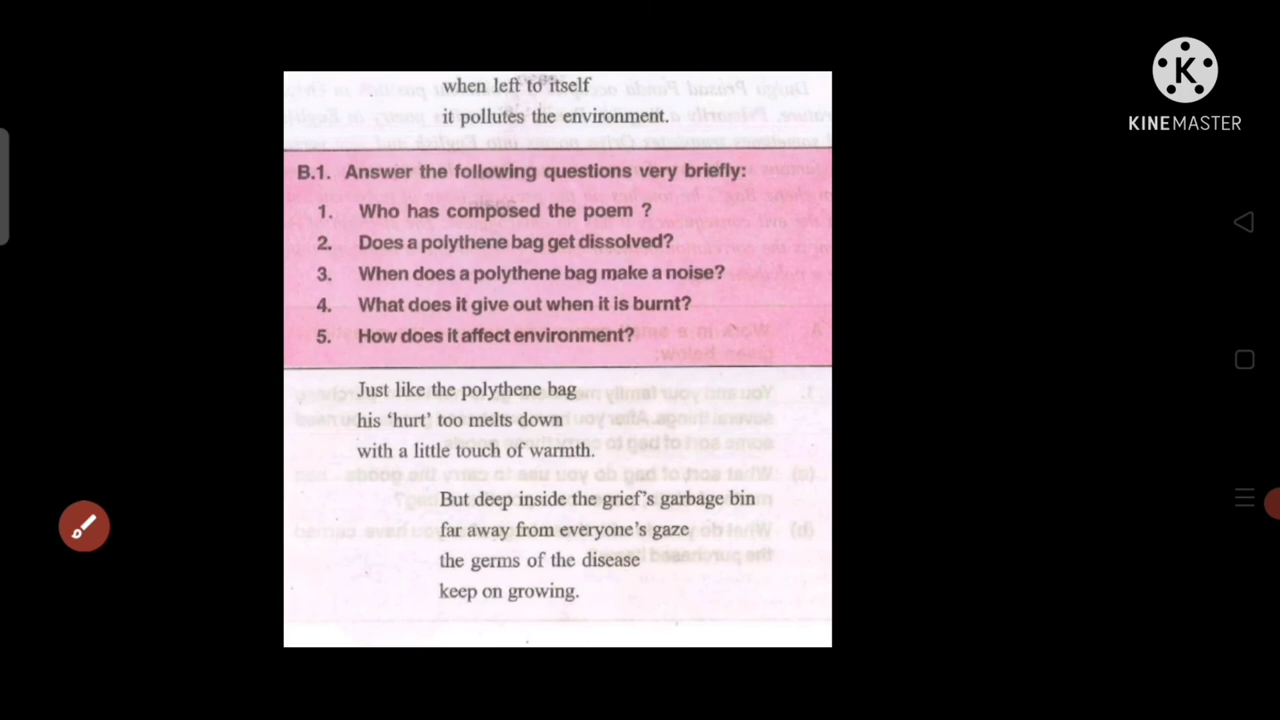 when left to itself
it pollutes the environment.
B.1. Answer the following questions very briefly:
1. Who has composed the poem ?
2. Does a polythene bag get dissolved?
3. When does a polythene bag make a noise?
4. What does it give out when it is burnt?
5. How does it affect environment?
Just like the polythene bag
his ‘hurt’ too melts down
with a little touch of warmth.
But deep inside the grief’s garbage bin
far away from everyone’s gaze
the germs of the disease
keep on growing.
K
KINEMASTER